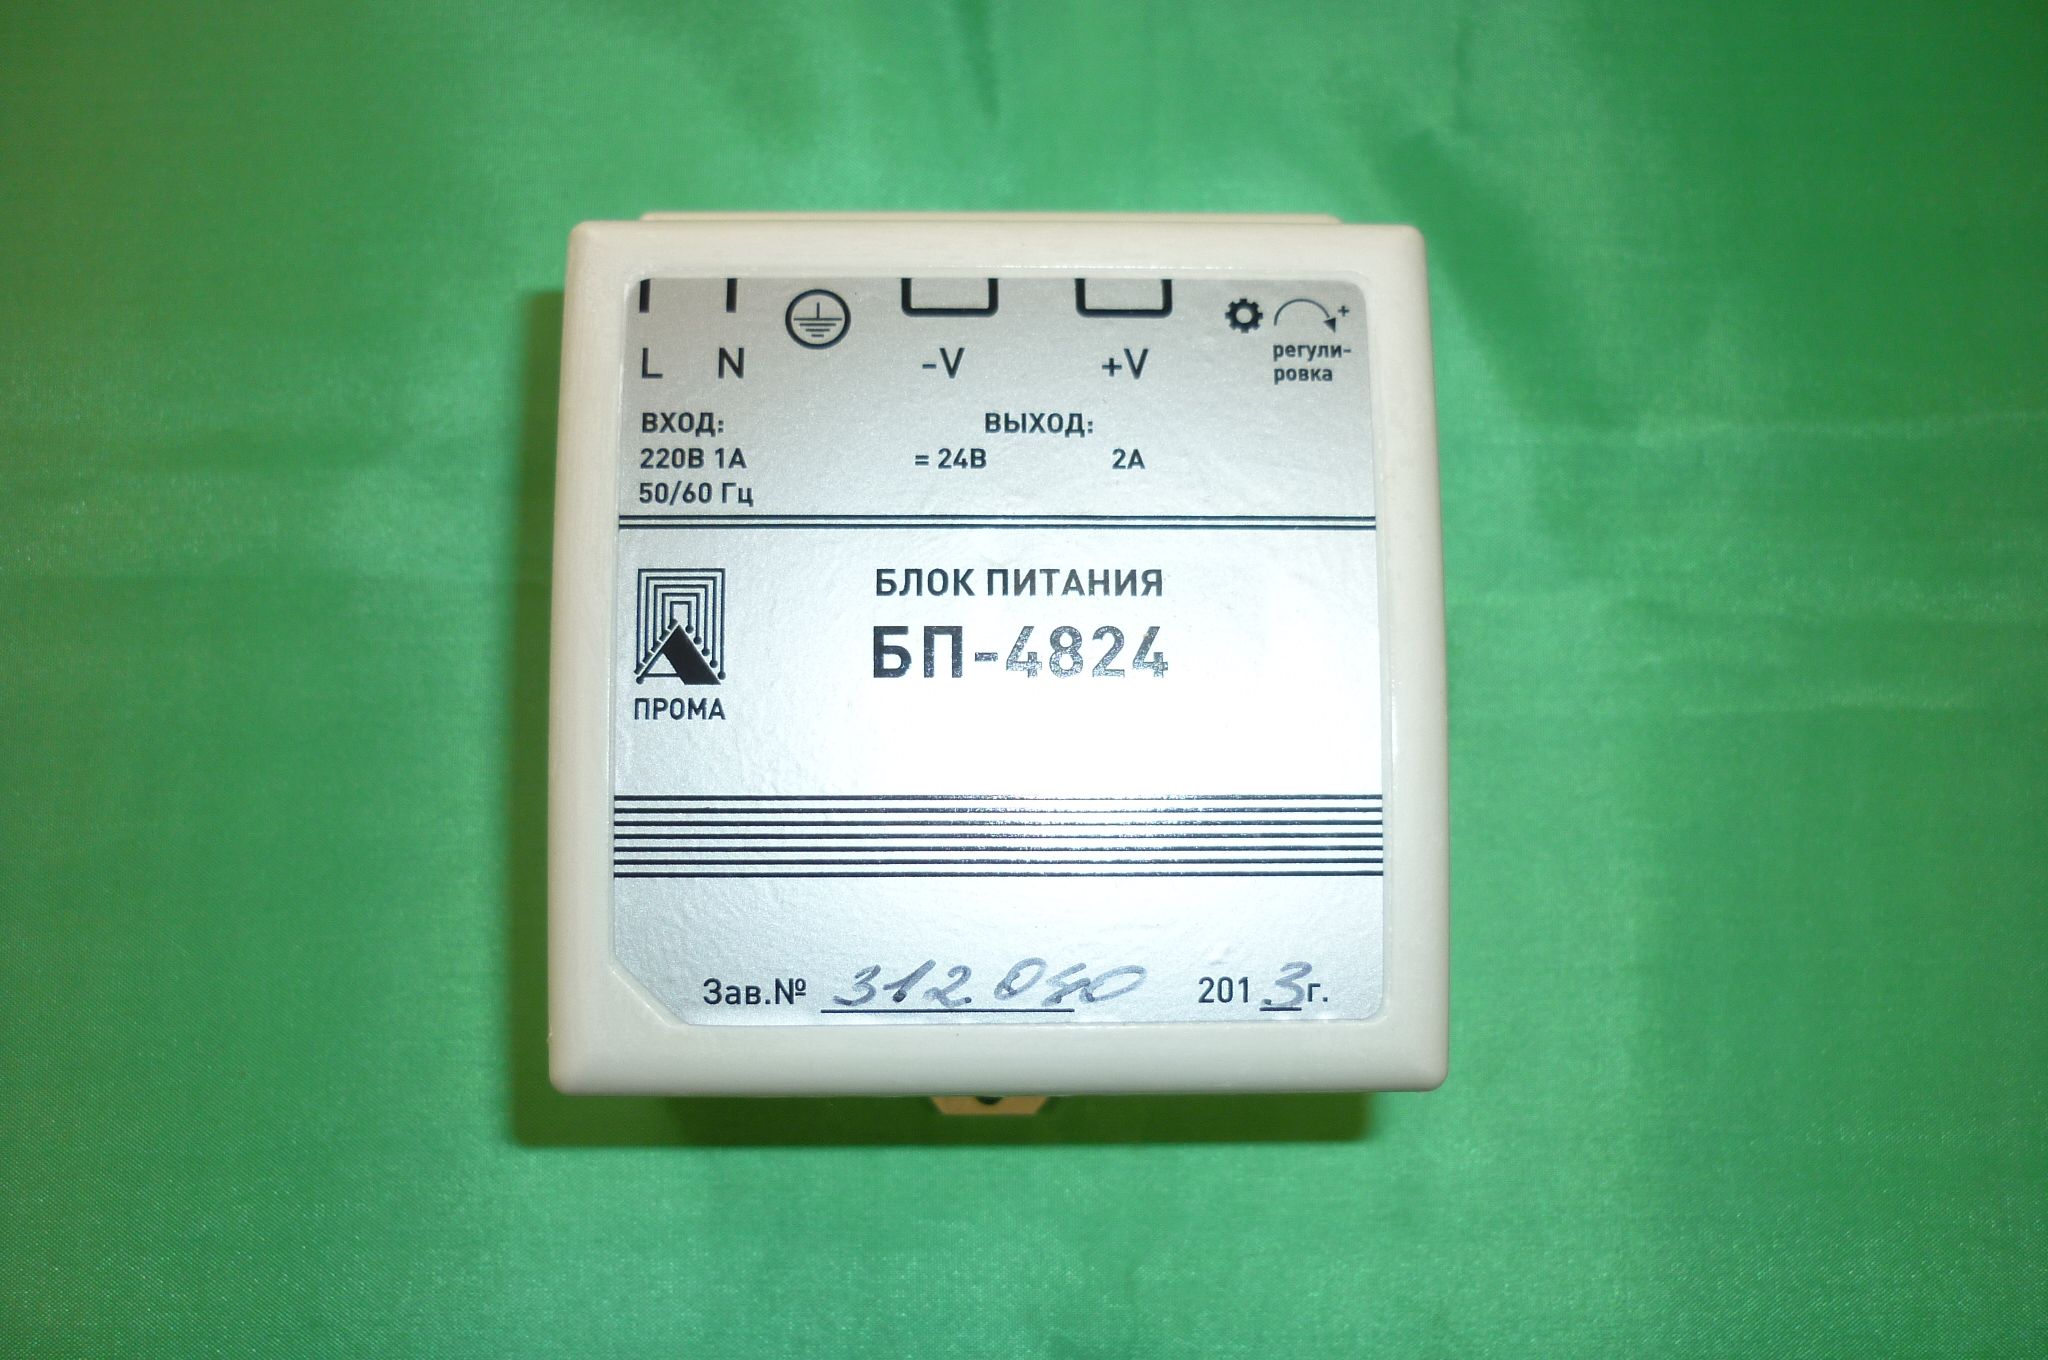 L N -V +V
регули-
ровка
ВХОД: ВЫХОД:
220В 1А = 24В 2А
50/60 Гц
БЛОК ПИТАНИЯ
БП-4824
ПРОМА
Зав.№ 312 2013г.